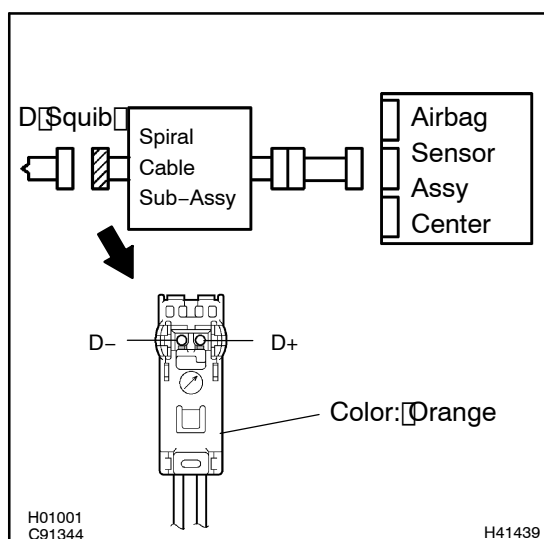 D Squib
Spiral
Cable
Sub−Assy
Airbag
Sensor
Assy
Center
D−
D+
Color: Orange
H01001
C91344
H41439